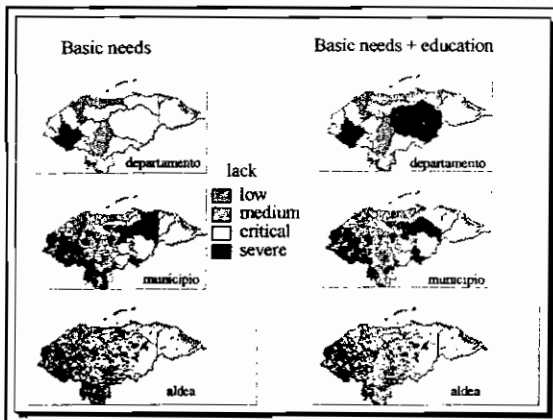 Basic needs
Basic needs + education
departamento
departamento
lack
low
medium
critical
severe
municipio
municipio
aldea
aldea